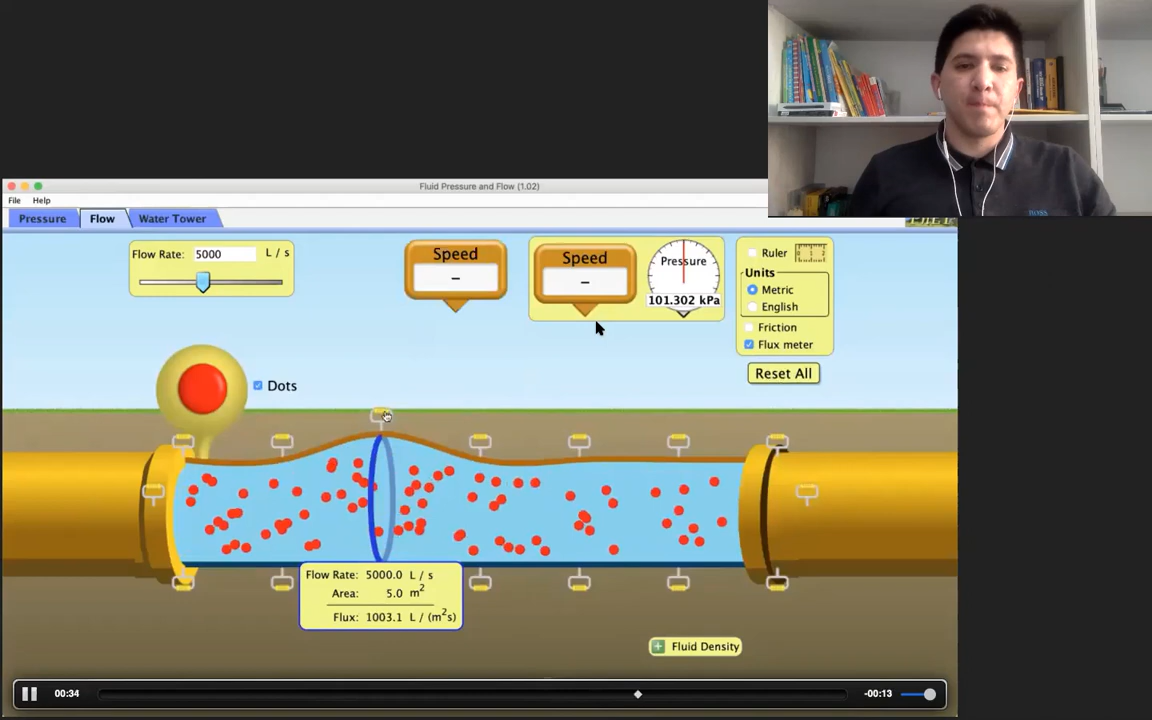 Fluid Pressure and Flow (1.02)
File Help
Pressure Flow Water Tower
Flow Rate: 5000 L / s
Speed
–
Speed
–
Pressure
101.302 kPa
Ruler
Units
Metric
English
Friction
Flux meter
Reset All
Dots
Flow Rate: 5000.0 L / s
Area: 5.0 m²
Flux: 1003.1 L / (m²s)
+ Fluid Density
00:34 -00:13